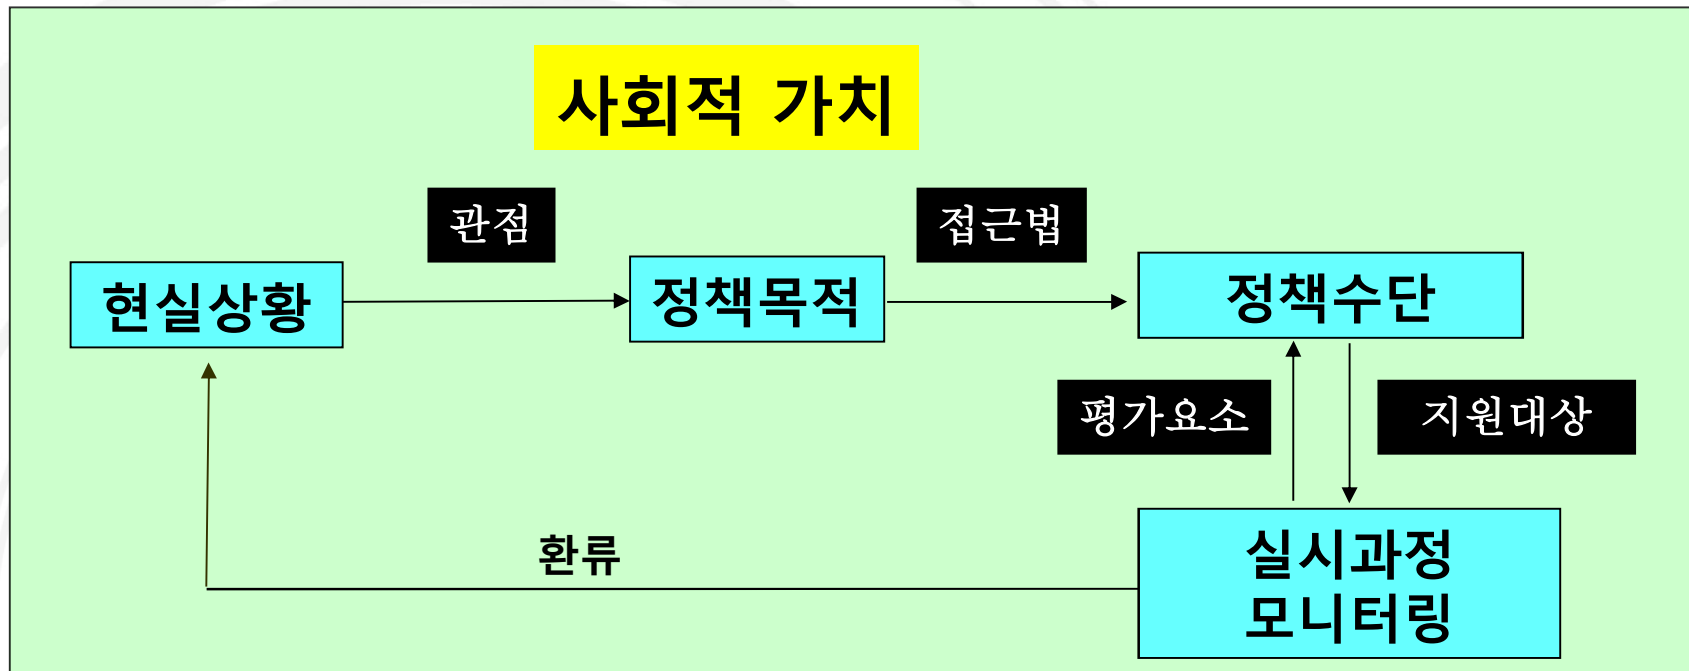 사회적 가치
관점
접근법
현실상황
정책목적
정책수단
평가요소
지원대상
환류
실시과정
모니터링